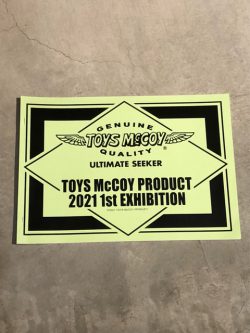 GENUINE
TOYS McCOY
®
QUALITY
ULTIMATE SEEKER
TOYS McCOY PRODUCT
2021 1st EXHIBITION